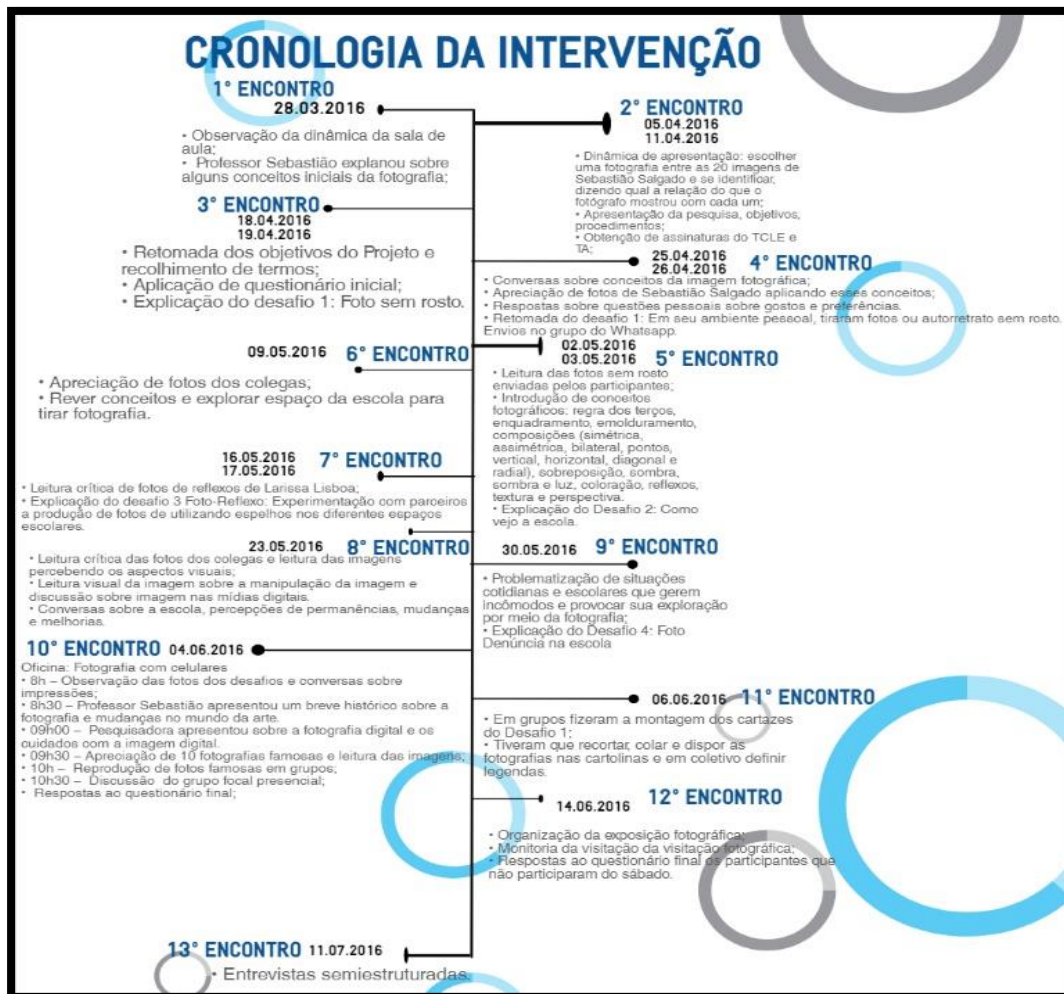 CRONOLOGIA DA INTERVENÇÃO
1° ENCONTRO
28.03.2016
• Observação da dinâmica da sala de
aula;
• Professor Sebastião explanou sobre
alguns conceitos iniciais da fotografia;
2° ENCONTRO
05.04.2016
11.04.2016
• Dinâmica de apresentação: escolher
uma fotografia entre as 20 imagens de
Sebastião Salgado e se identificar,
dizendo qual a relação do que o
fotógrafo mostrou com cada um;
• Apresentação da pesquisa, objetivos,
procedimentos;
• Obtenção de assinaturas do TCLE e
TA;
3° ENCONTRO
18.04.2016
19.04.2016
• Retomada dos objetivos do Projeto e
recolhimento de termos;
• Aplicação de questionário inicial;
• Explicação do desafio 1: Foto sem rosto.
25.04.2016
26.04.2016 4° ENCONTRO
• Conversas sobre conceitos da imagem fotográfica;
• Apreciação de fotos de Sebastião Salgado aplicando esses conceitos;
• Respostas sobre questões pessoais sobre gostos e preferências.
• Retomada do desafio 1: Em seu ambiente pessoal, tiraram fotos ou autorretrato sem rosto.
Envios no grupo do Whatsapp.
02.05.2016
03.05.2016 5° ENCONTRO
• Leitura das fotos sem rosto
enviadas pelos participantes;
• Introdução de conceitos
fotográficos: regra dos terços,
enquadramento, emolduramento,
composições (simétrica,
assimétrica, bilateral, pontos,
vertical, horizontal, diagonal e
radial), sobreposição, sombra,
sombra e luz, coloração, reflexos,
textura e perspectiva.
• Explicação do Desafio 2: Como
vejo a escola.
09.05.2016 6° ENCONTRO
• Apreciação de fotos dos colegas;
• Rever conceitos e explorar espaço da escola para
tirar fotografia.
16.05.2016
17.05.2016 7° ENCONTRO
• Leitura crítica de fotos de reflexos de Larissa Lisboa;
• Explicação do desafio 3 Foto-Reflexo: Experimentação com parceiros
a produção de fotos de utilizando espelhos nos diferentes espaços
escolares.
23.05.2016 8° ENCONTRO
• Leitura crítica das fotos dos colegas e leitura das imagens
percebendo os aspectos visuais;
• Leitura visual da imagem sobre a manipulação da imagem e
discussão sobre imagem nas mídias digitais.
• Conversas sobre a escola, percepções de permanências, mudanças
e melhorias.
30.05.2016 9° ENCONTRO
• Problematização de situações
cotidianas e escolares que gerem
incômodos e provocar sua exploração
por meio da fotografia;
• Explicação do Desafio 4: Foto
Denúncia na escola
10° ENCONTRO 04.06.2016
Oficina: Fotografia com celulares
• 8h – Observação das fotos dos desafios e conversas sobre
impressões;
• 8h30 – Professor Sebastião apresentou um breve histórico sobre a
fotografia e mudanças no mundo da arte.
• 09h00 – Pesquisadora apresentou sobre a fotografia digital e os
cuidados com a imagem digital.
• 09h30 – Apreciação de 10 fotografias famosas e leitura das imagens;
• 10h – Reprodução de fotos famosas em grupos;
• 10h30 – Discussão do grupo focal presencial;
• Respostas ao questionário final;
06.06.2016 11° ENCONTRO
• Em grupos fizeram a montagem dos cartazes
do Desafio 1;
• Tiveram que recortar, colar e dispor as
fotografias nas cartolinas e em coletivo definir
legendas.
14.06.2016 12° ENCONTRO
• Organização da exposição fotográfica;
• Monitoria da visitação da visitação fotográfica;
• Respostas ao questionário final os participantes que
não participaram do sábado.
13° ENCONTRO 11.07.2016
• Entrevistas semiestruturadas.